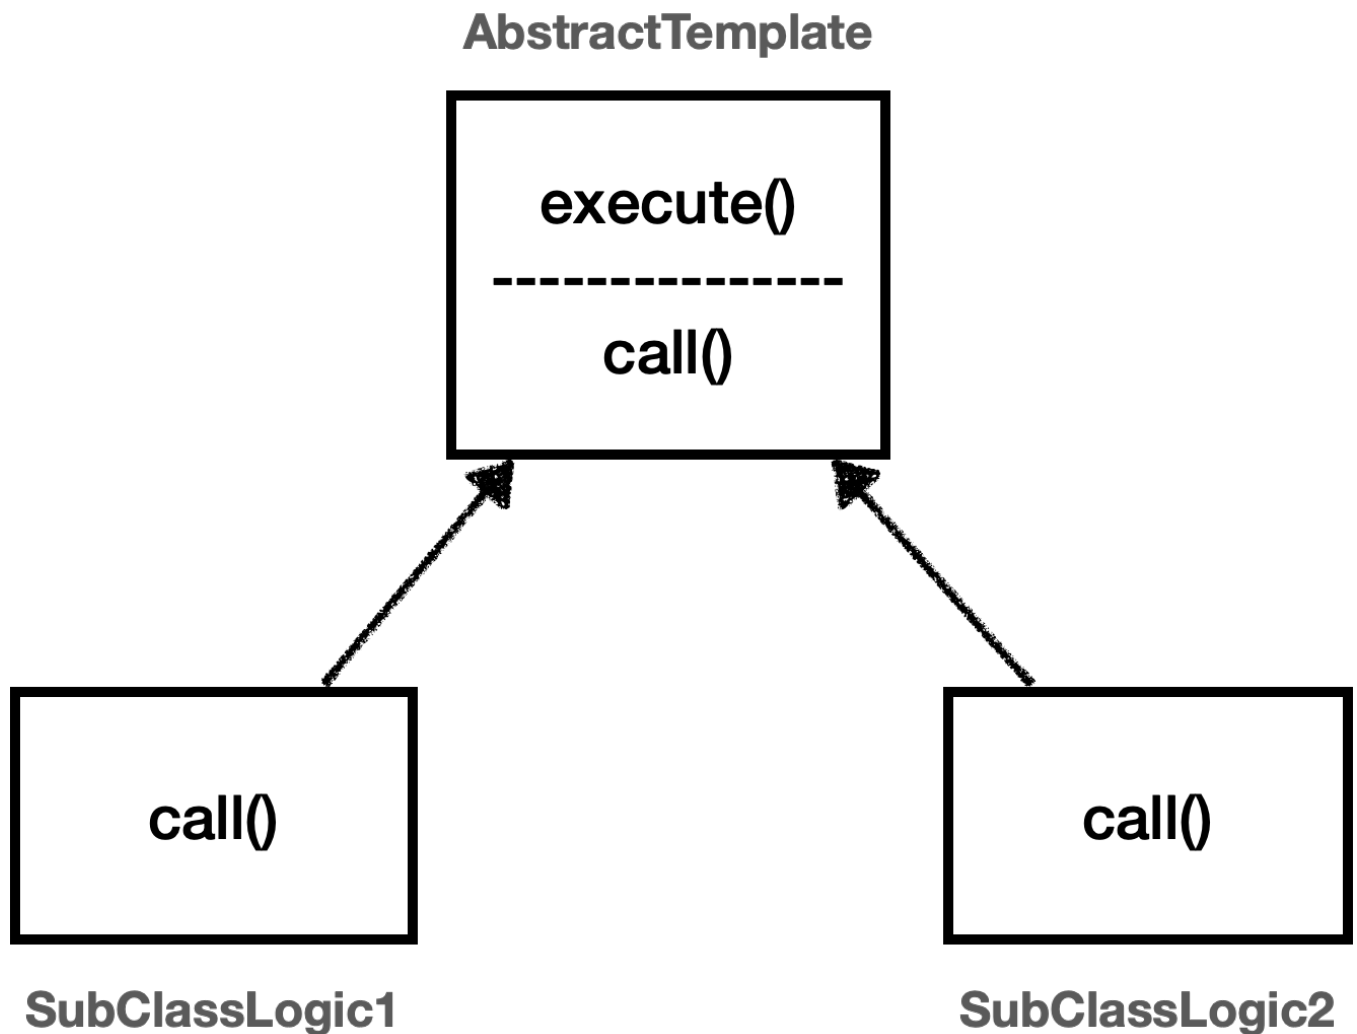 AbstractTemplate
execute()
---------------
call()
call()
call()
SubClassLogic1
SubClassLogic2